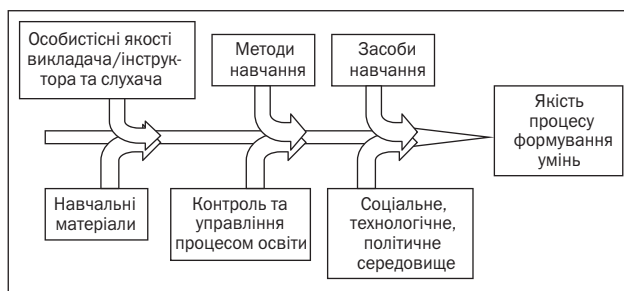 Особистісні якості
викладача/інструк-
тора та слухача
Методи
навчання
Засоби
навчання
Якість
процесу
формування
умінь
Навчальні
матеріали
Контроль та
управління
процесом освіти
Соціальне,
технологічне,
політичне
середовище